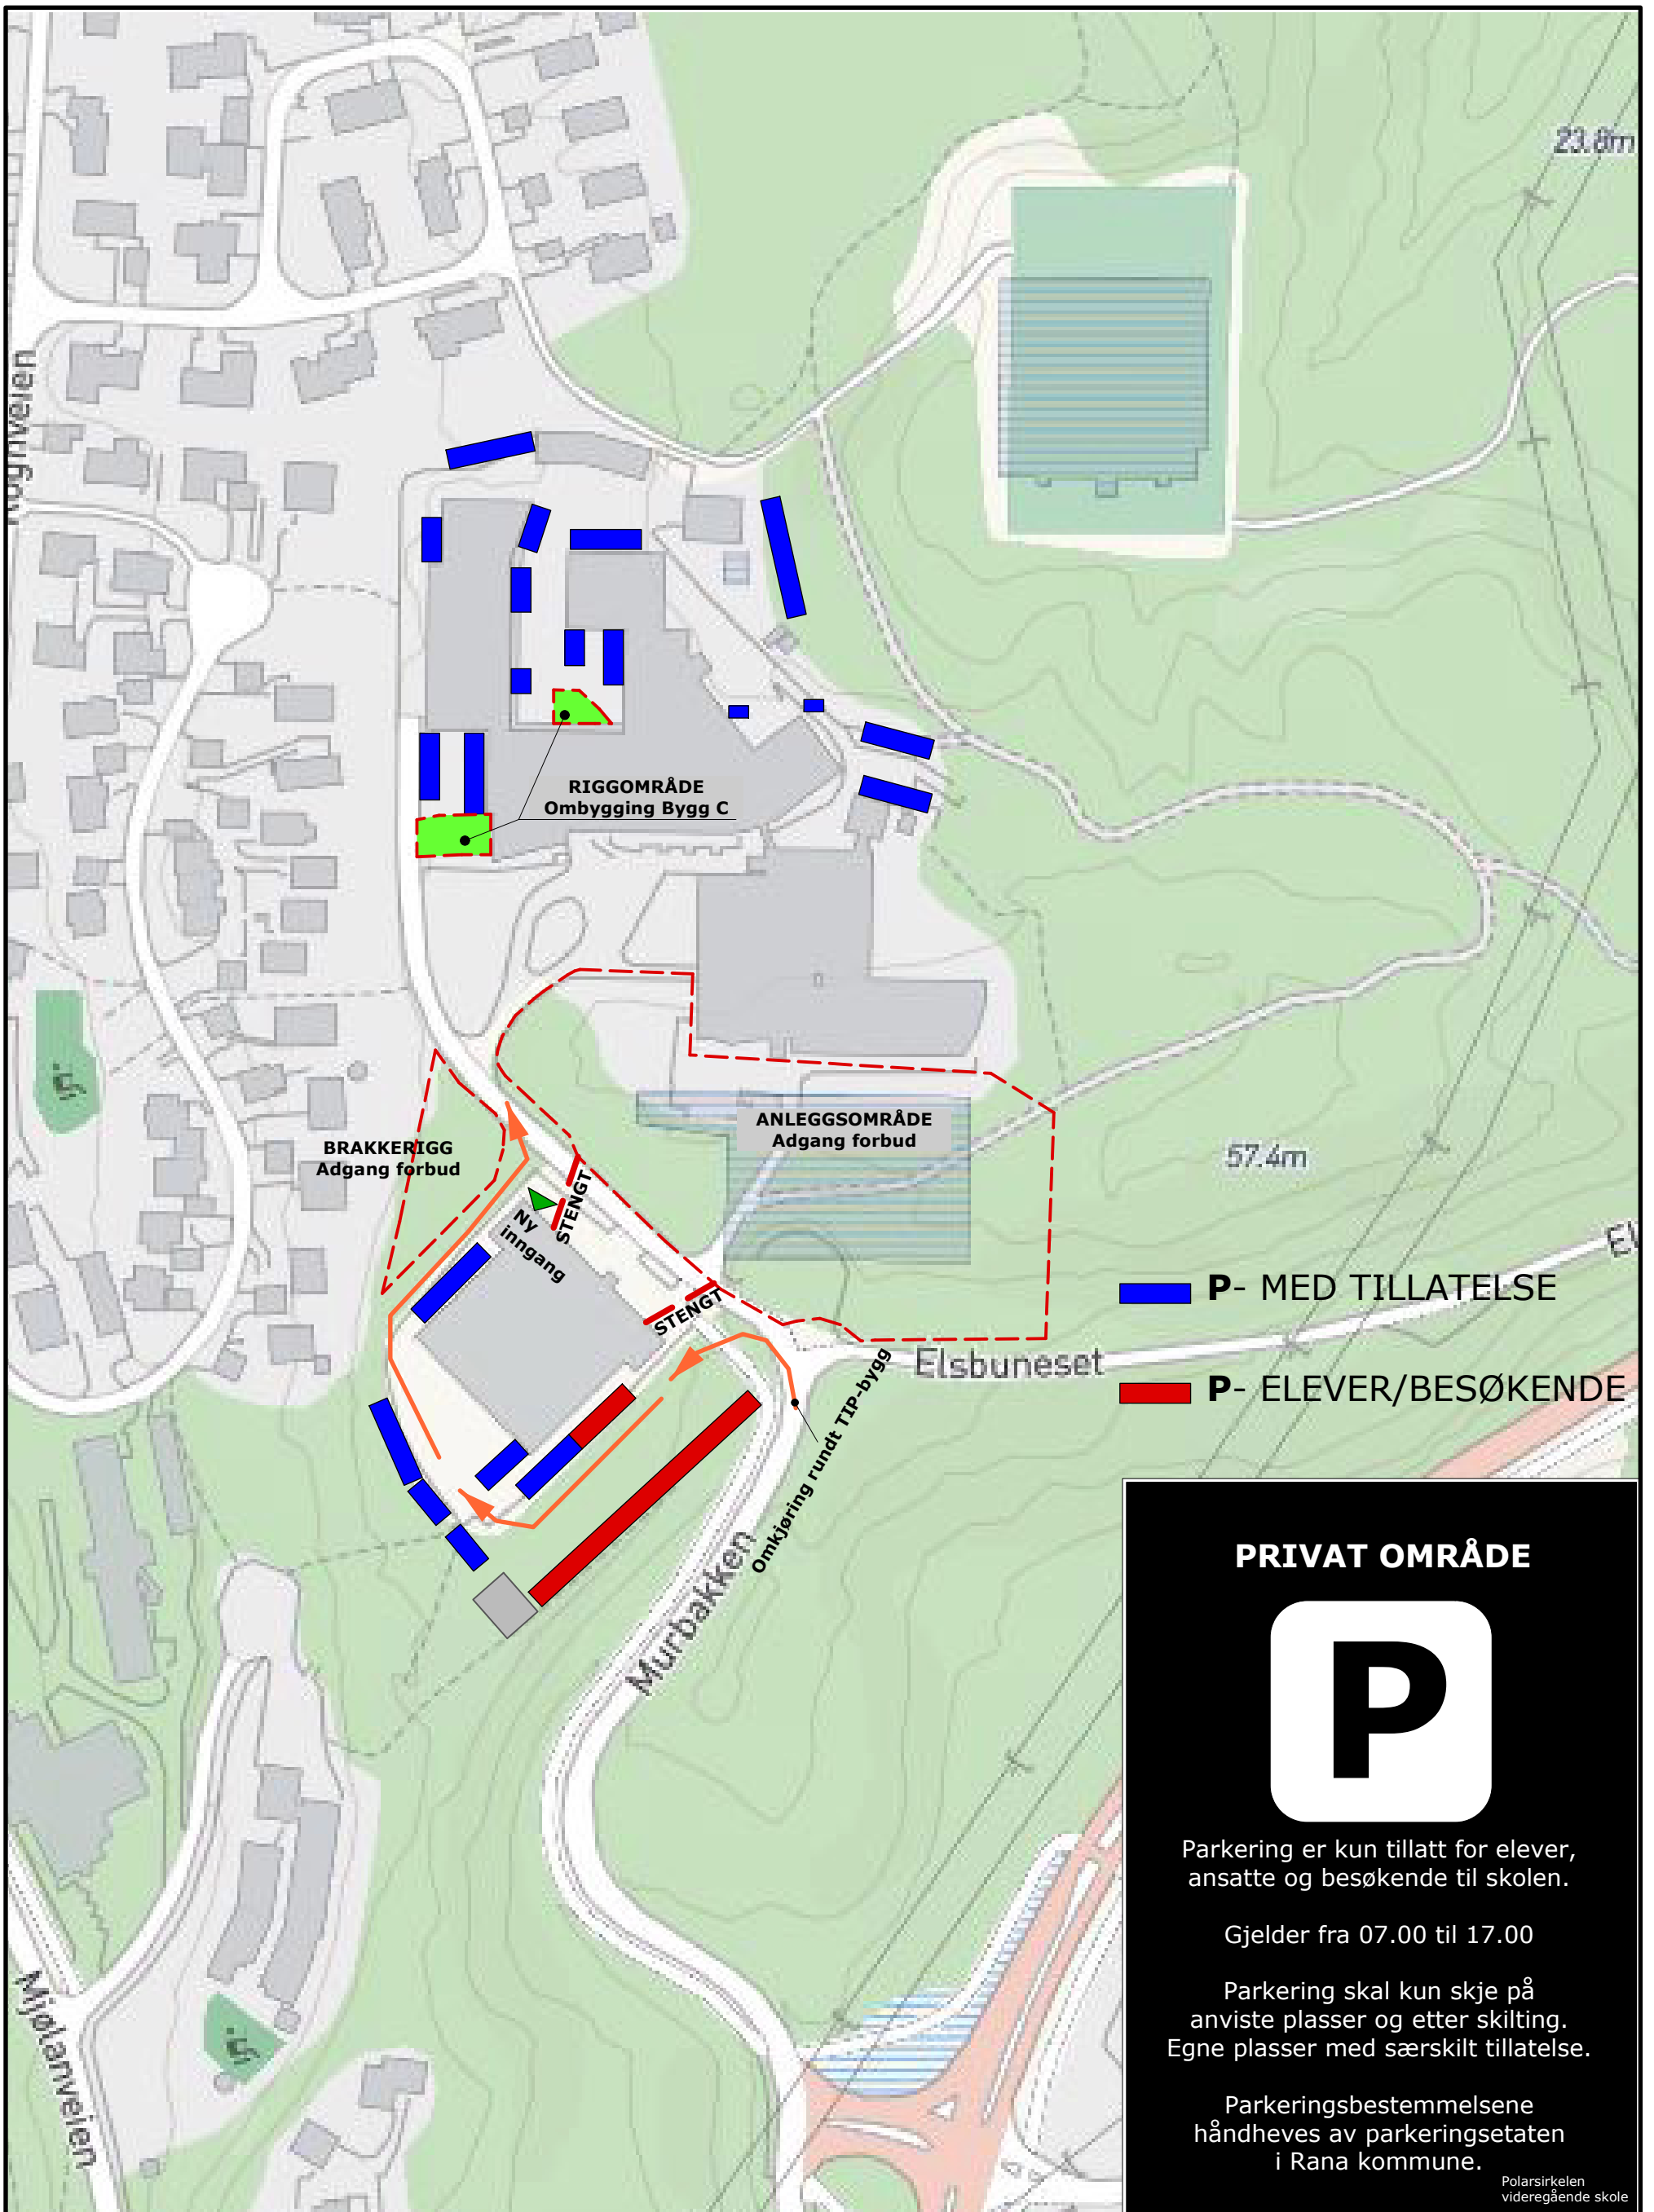 23.8m
Rognveien
RIGGOMRÅDE
Ombygging Bygg C
ANLEGGSOMRÅDE
Adgang forbud
BRAKKERIGG
Adgang forbud
57.4m
STENGT
Ny
inngang
STENGT
Elsbuneset
P- MED TILLATELSE
P- ELEVER/BESØKENDE
Omkjøring rundt TIP-bygg
Murbakken
Mjølanveien
PRIVAT OMRÅDE
P
Parkering er kun tillatt for elever,
ansatte og besøkende til skolen.
Gjelder fra 07.00 til 17.00
Parkering skal kun skje på
anviste plasser og etter skilting.
Egne plasser med særskilt tillatelse.
Parkeringsbestemmelsene
håndheves av parkeringsetaten
i Rana kommune.
Polarsirkelen
videregående skole